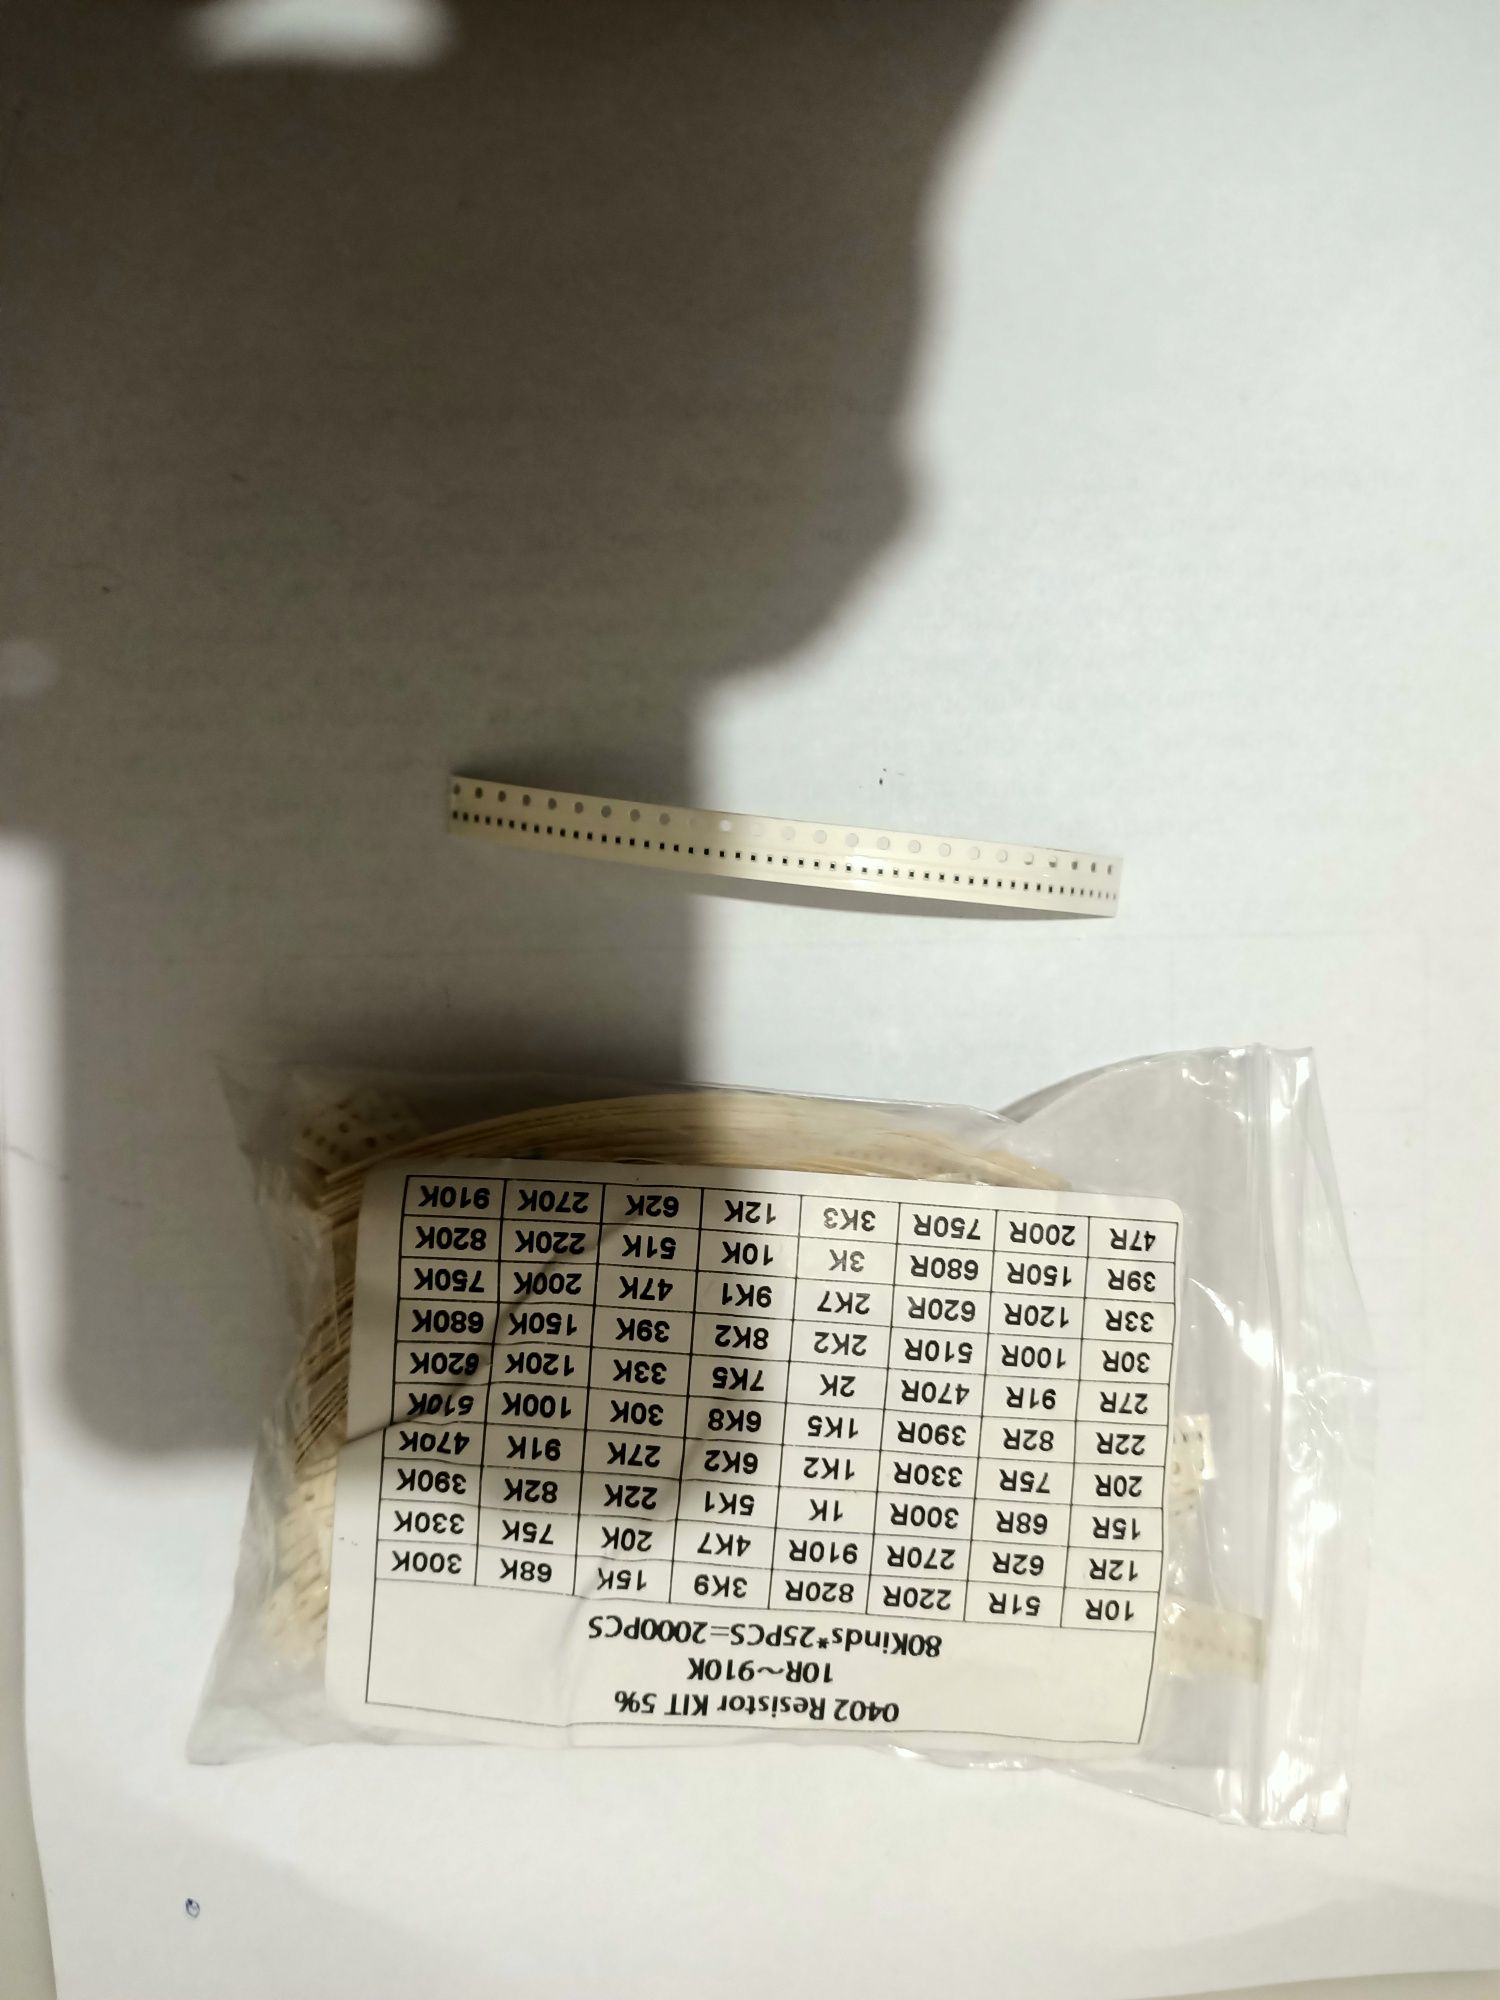 0402 Resistor KIT 5%
10R~910K
80Kinds*25PCS=2000PCS
10R 51R 220R 820R 3K9 15K 68K 300K
12R 62R 270R 910R 4K7 20K 75K 330K
15R 68R 300R 1K 5K1 22K 82K 390K
20R 75R 330R 1K2 6K2 27K 91K 470K
22R 82R 390R 1K5 6K8 30K 100K 510K
27R 91R 470R 2K 7K5 33K 120K 620K
30R 100R 510R 2K2 8K2 39K 150K 680K
33R 120R 620R 2K7 9K1 47K 200K 750K
39R 150R 680R 3K 10K 51K 220K 820K
47R 200R 750R 3K3 12K 62K 270K 910K